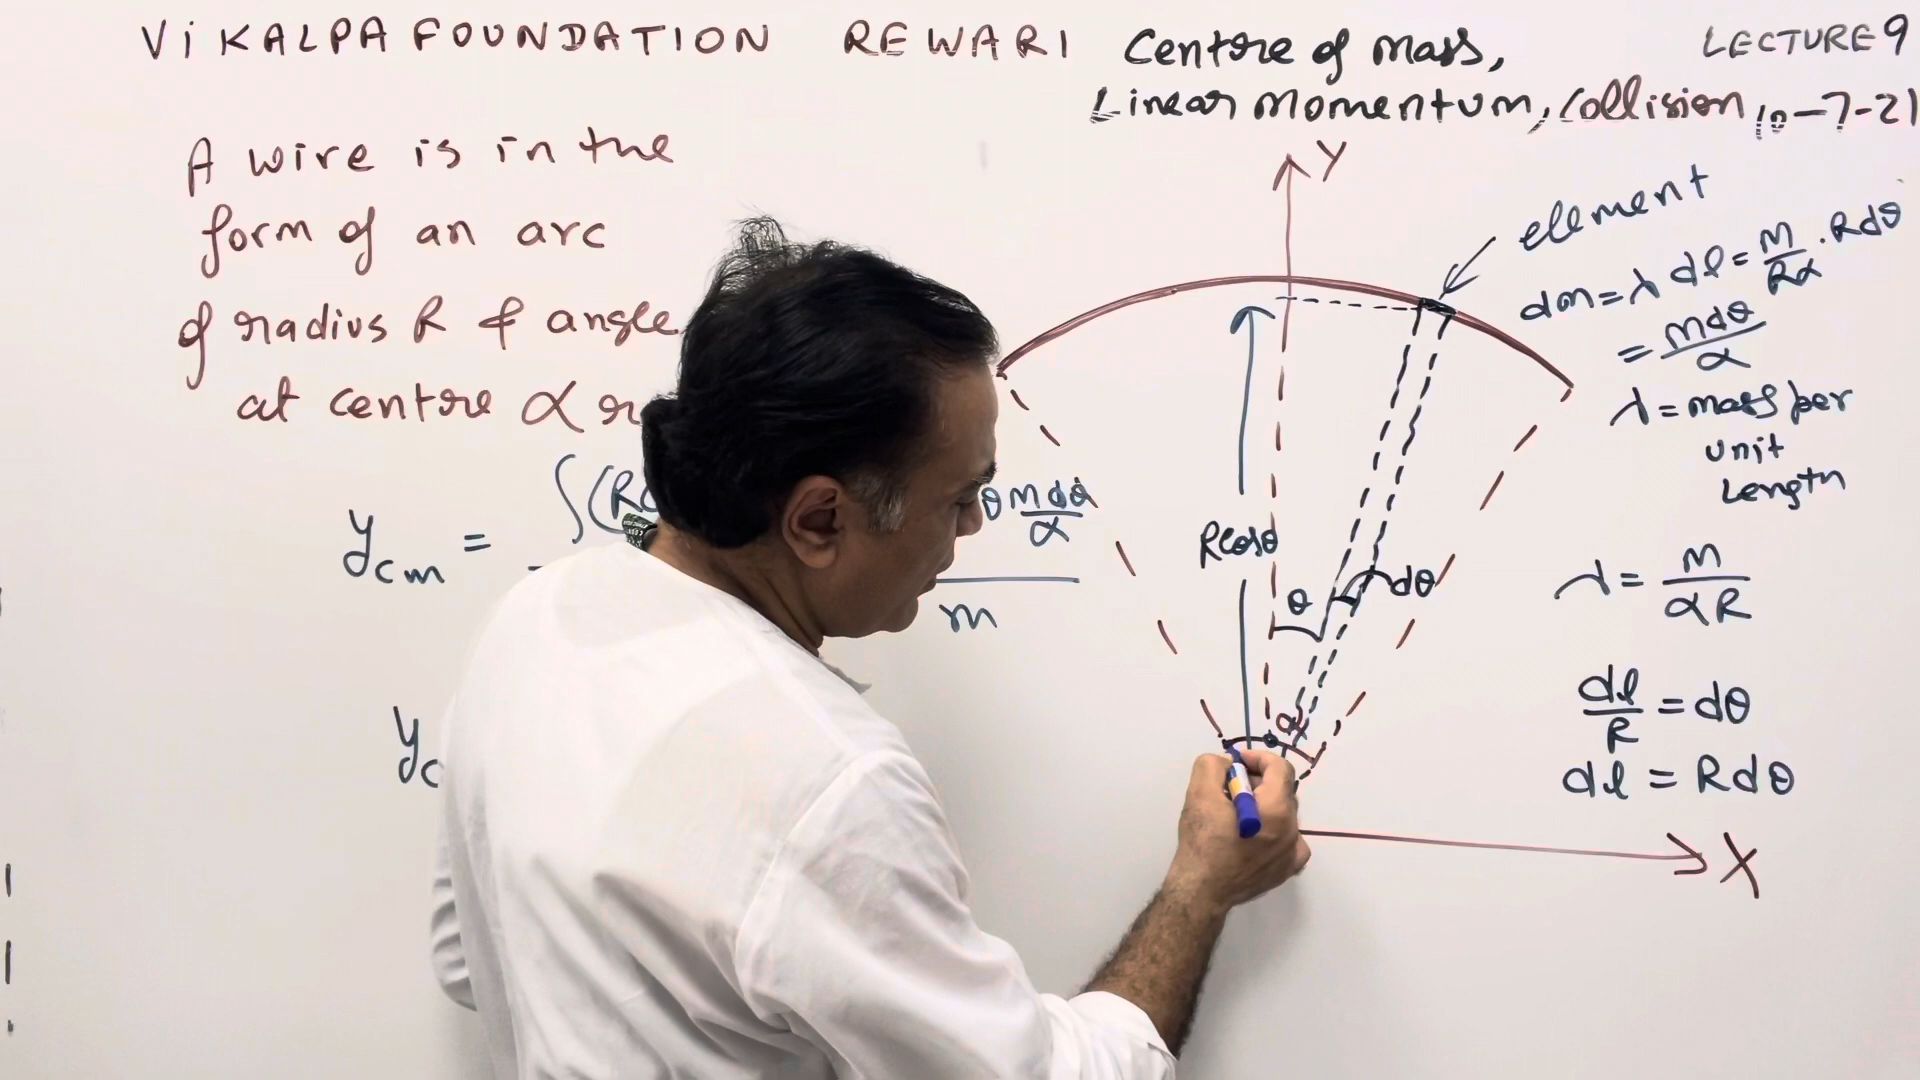 VIKALPA FOUNDATION REWARI
Centre of mass,
Linear Momentum, Collision
LECTURE 9
10-7-21
A wire is in the
form of an arc
of radius R & angle
at centre α
y_cm = ∫(R θ Mdθ/α / m
y_c
Y
element
dm = λ dl = M/Rα . Rdθ
= Mdθ/α
λ = mass per
unit
Length
Rcosθ
θ
dθ
α
λ = M/αR
dl/R = dθ
dl = Rdθ
X